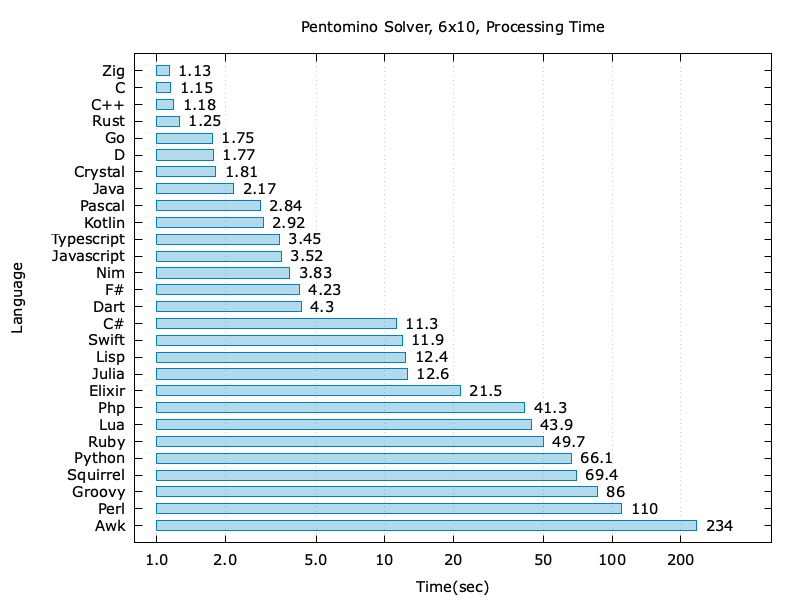 Pentomino Solver, 6x10, Processing Time
Language
Zig 1.13
C 1.15
C++ 1.18
Rust 1.25
Go 1.75
D 1.77
Crystal 1.81
Java 2.17
Pascal 2.84
Kotlin 2.92
Typescript 3.45
Javascript 3.52
Nim 3.83
F# 4.23
Dart 4.3
C# 11.3
Swift 11.9
Lisp 12.4
Julia 12.6
Elixir 21.5
Php 41.3
Lua 43.9
Ruby 49.7
Python 66.1
Squirrel 69.4
Groovy 86
Perl 110
Awk 234
1.0 2.0 5.0 10 20 50 100 200
Time(sec)